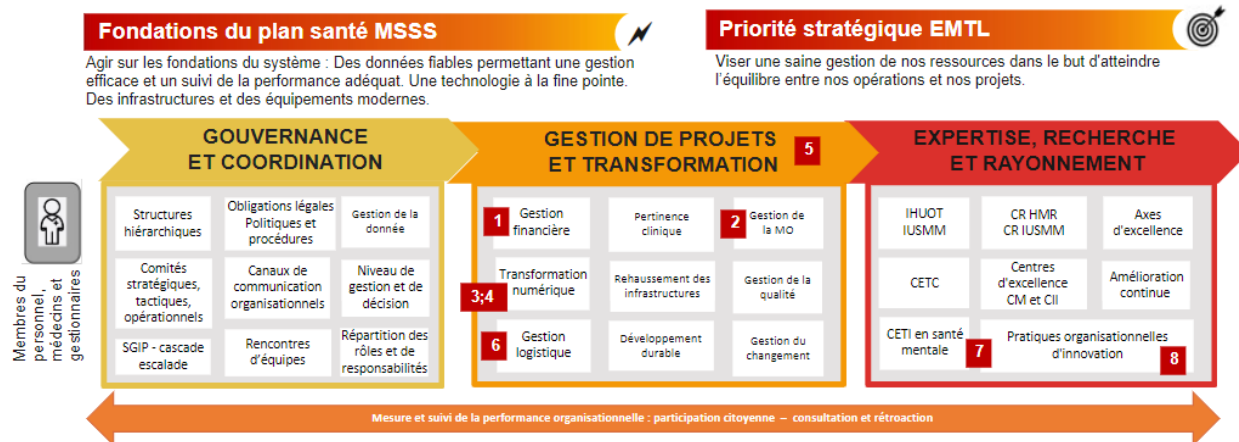 Fondations du plan santé MSSS
Agir sur les fondations du système : Des données fiables permettant une gestion
efficace et un suivi de la performance adéquat. Une technologie à la fine pointe.
Des infrastructures et des équipements modernes.
Priorité stratégique EMTL
Viser une saine gestion de nos ressources dans le but d'atteindre
l'équilibre entre nos opérations et nos projets.
Membres du
personnel,
médecins et
gestionnaires
GOUVERNANCE
ET COORDINATION
Structures
hiérarchiques
Obligations légales
Politiques et
procédures
Gestion de la
donnée
Comités
stratégiques,
tactiques,
opérationnels
Canaux de
communication
organisationnels
Niveau de
gestion et de
décision
SGIP - cascade
escalade
Rencontres
d'équipes
Répartition des
rôles et de
responsabilités
GESTION DE PROJETS
ET TRANSFORMATION
5
1
Gestion
financière
Pertinence
clinique
2
Gestion de
la MO
3;4
Transformation
numérique
Rehaussement des
infrastructures
Gestion de la
qualité
6
Gestion
logistique
Développement
durable
Gestion du
changement
EXPERTISE, RECHERCHE
ET RAYONNEMENT
IHUOT
IUSMM
CR HMR
CR IUSMM
Axes
d'excellence
CETC
Centres
d'excellence
CM et CII
Amélioration
continue
CETI en santé
mentale
7
Pratiques organisationnelles
d'innovation
8
Mesure et suivi de la performance organisationnelle : participation citoyenne – consultation et rétroaction